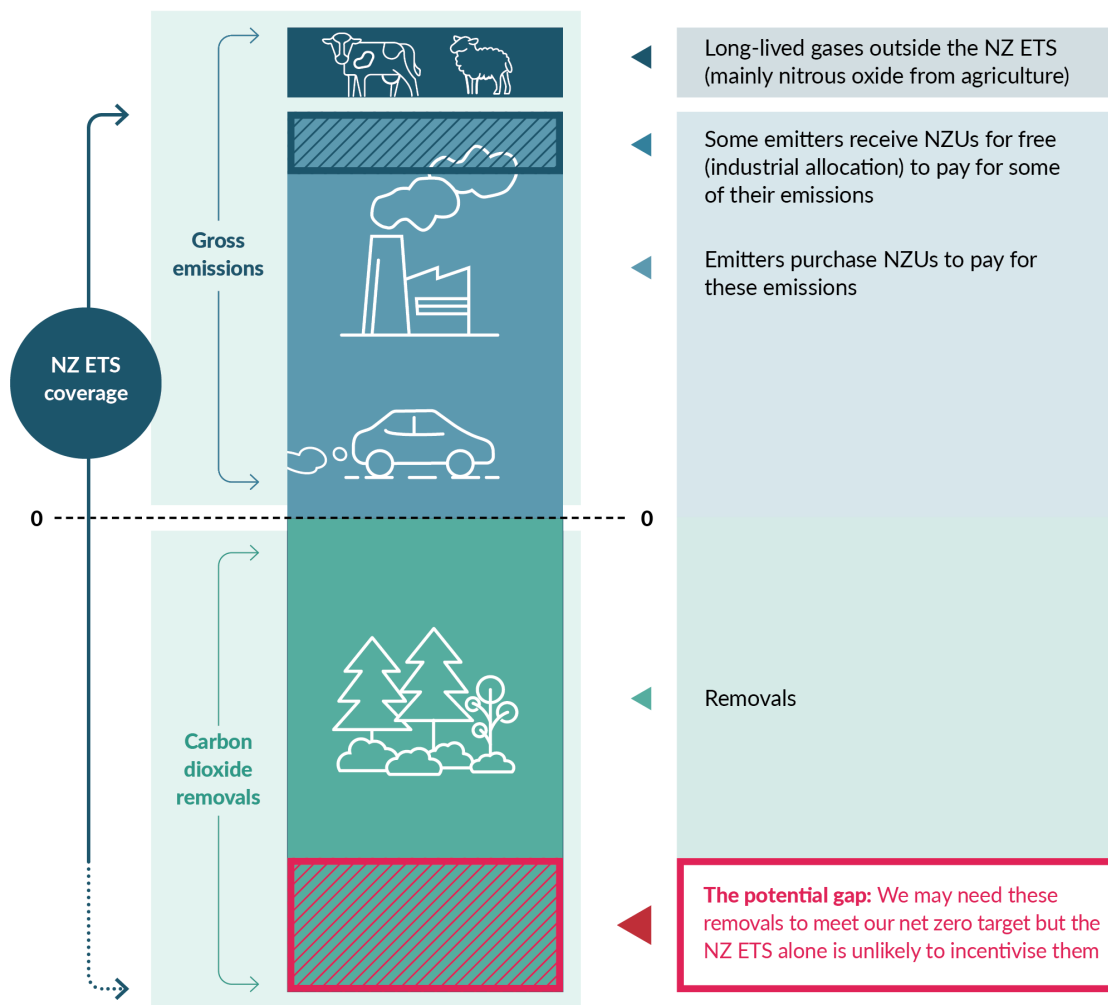 Long-lived gases outside the NZ ETS
(mainly nitrous oxide from agriculture)
Some emitters receive NZUs for free
(industrial allocation) to pay for some
of their emissions
Gross
emissions
Emitters purchase NZUs to pay for
these emissions
NZ ETS
coverage
0
0
Removals
Carbon
dioxide
removals
The potential gap: We may need these
removals to meet our net zero target but the
NZ ETS alone is unlikely to incentivise them